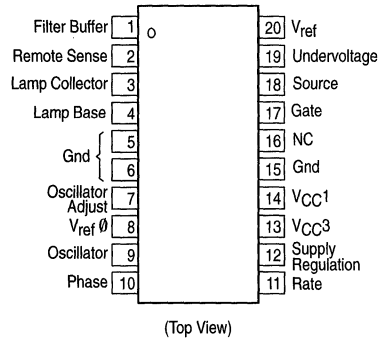 Filter Buffer 1 20 Vref
Remote Sense 2 19 Undervoltage
Lamp Collector 3 18 Source
Lamp Base 4 17 Gate
Gnd 5 16 NC
6 15 Gnd
Oscillator
Adjust 7 14 VCC1
Vref Ø 8 13 VCC3
Oscillator 9 12 Supply
Regulation
Phase 10 11 Rate
(Top View)